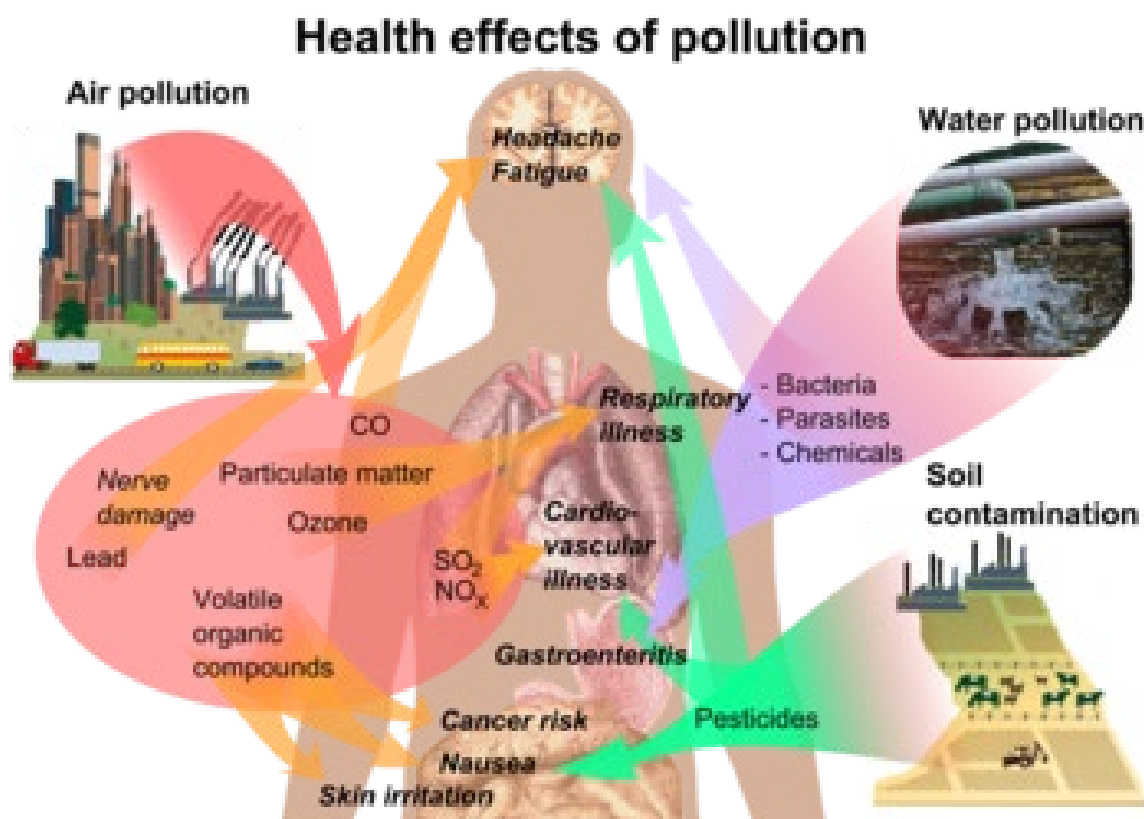 Health effects of pollution
Air pollution
Water pollution
Headache
Fatigue
- Bacteria
- Parasites
- Chemicals
Respiratory
illness
CO
Particulate matter
Nerve
damage
Ozone
Lead
SO₂
NOₓ
Cardio-
vascular
illness
Soil
contamination
Volatile
organic
compounds
Gastroenteritis
Cancer risk
Pesticides
Nausea
Skin irritation